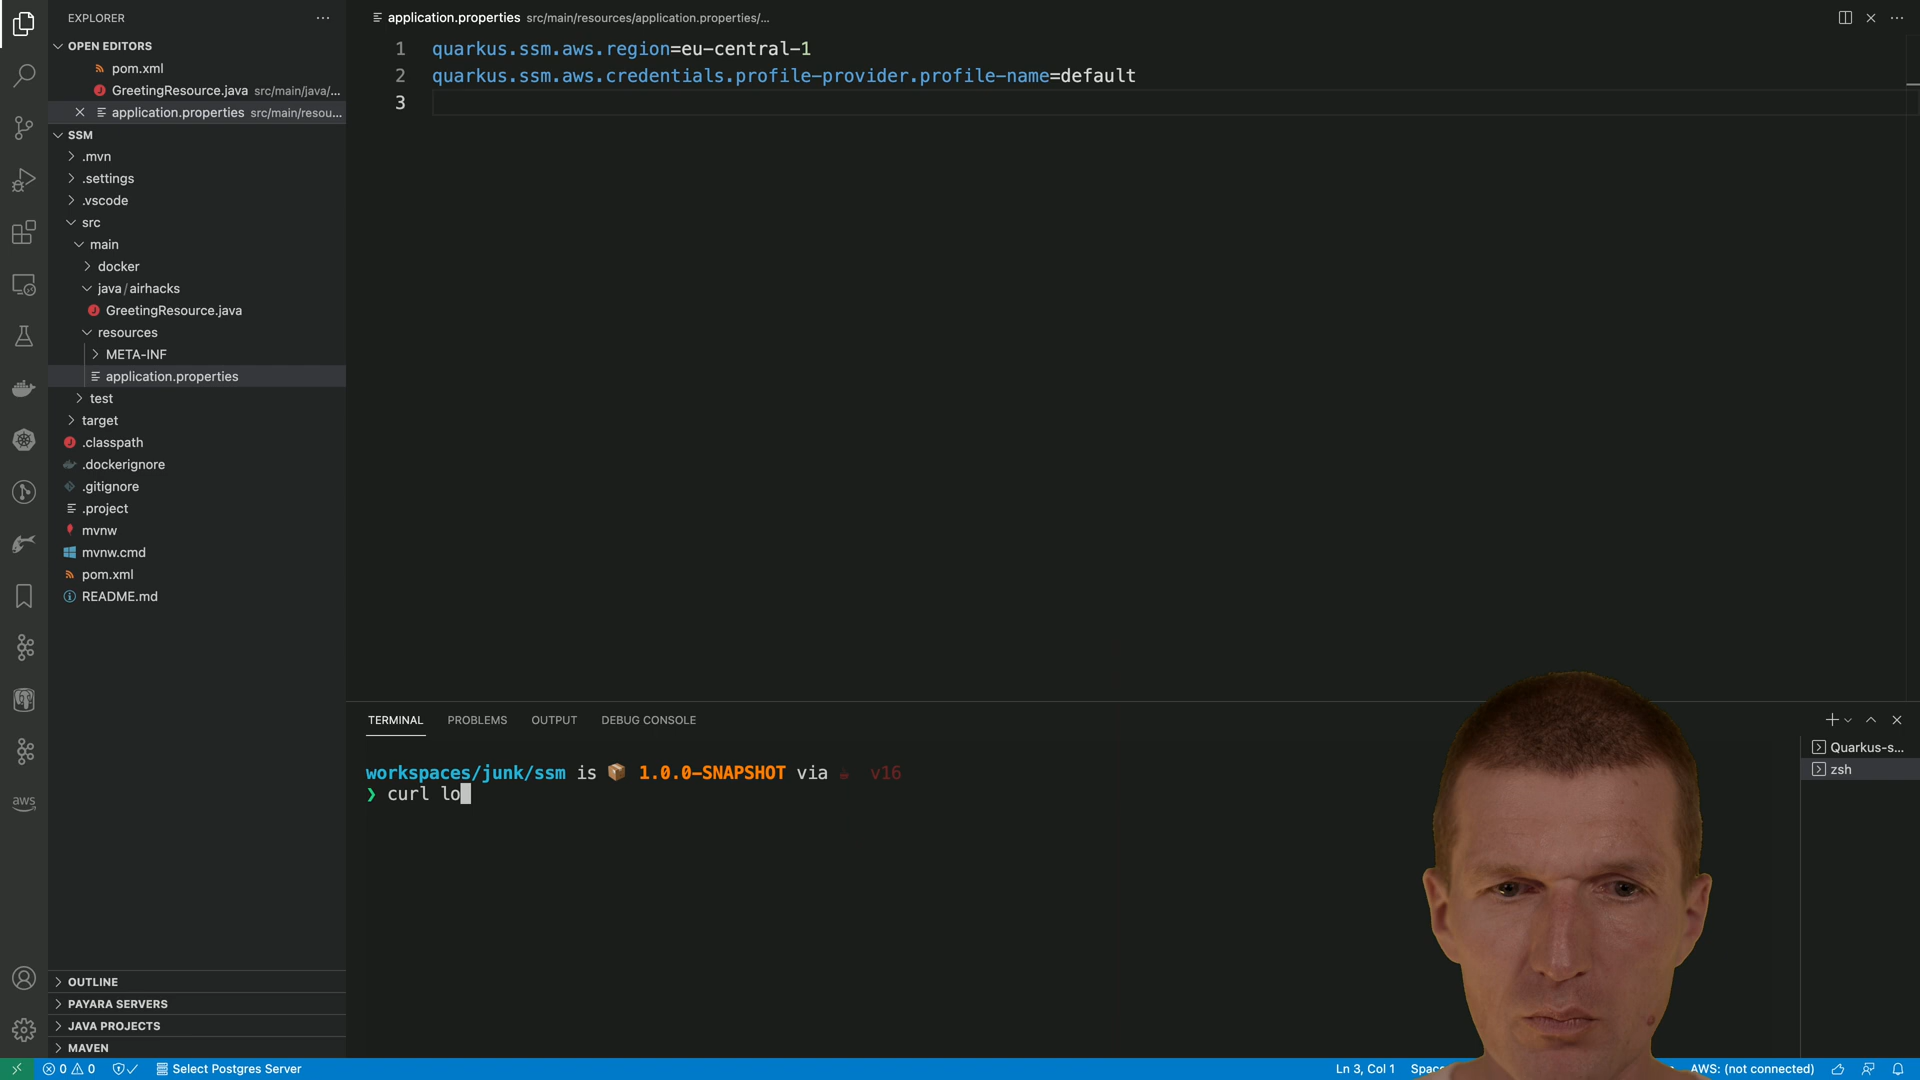 EXPLORER
OPEN EDITORS
pom.xml
GreetingResource.java src/main/java/...
application.properties src/main/resou...
SSM
.mvn
.settings
.vscode
src
main
docker
java/airhacks
GreetingResource.java
resources
META-INF
application.properties
test
target
.classpath
.dockerignore
.gitignore
.project
mvnw
mvnw.cmd
pom.xml
README.md
OUTLINE
PAYARA SERVERS
JAVA PROJECTS
MAVEN
aws
application.properties src/main/resources/application.properties/...
1 quarkus.ssm.aws.region=eu-central-1
2 quarkus.ssm.aws.credentials.profile-provider.profile-name=default
3
TERMINAL PROBLEMS OUTPUT DEBUG CONSOLE
workspaces/junk/ssm is 📦 1.0.0-SNAPSHOT via ☕ v16
❯ curl lo
Quarkus-s...
zsh
0 0 Select Postgres Server Ln 3, Col 1 AWS: (not connected)